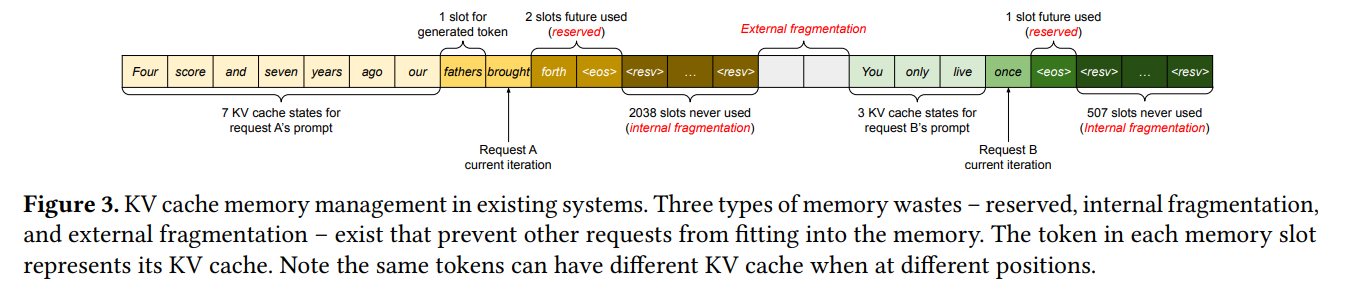 1 slot for
generated token
2 slots future used
(reserved)
External fragmentation
1 slot future used
(reserved)
Four score and seven years ago our fathers brought forth <eos> <resv> ... <resv> You only live once <eos> <resv> ... <resv>
7 KV cache states for
request A's prompt
2038 slots never used
(internal fragmentation)
3 KV cache states for
request B's prompt
507 slots never used
(Internal fragmentation)
Request A
current iteration
Request B
current iteration
Figure 3. KV cache memory management in existing systems. Three types of memory wastes – reserved, internal fragmentation,
and external fragmentation – exist that prevent other requests from fitting into the memory. The token in each memory slot
represents its KV cache. Note the same tokens can have different KV cache when at different positions.